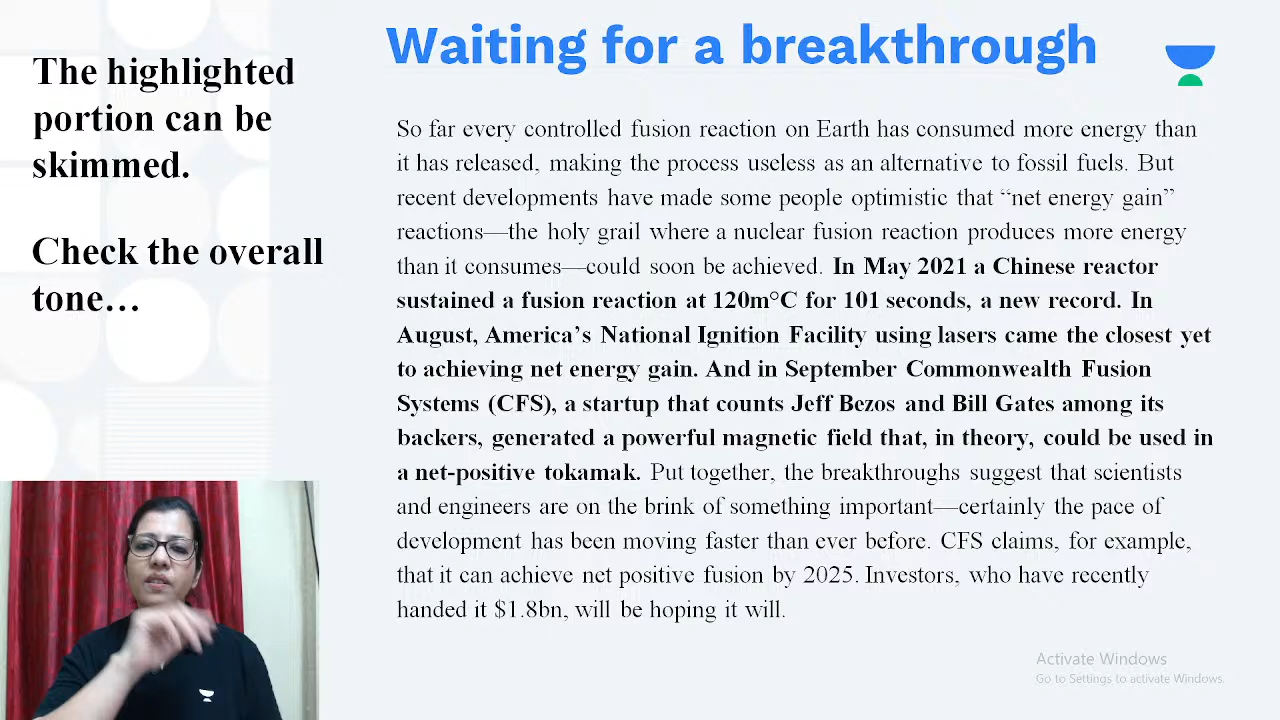 Waiting for a breakthrough
The highlighted
portion can be
skimmed.
Check the overall
tone…
So far every controlled fusion reaction on Earth has consumed more energy than
it has released, making the process useless as an alternative to fossil fuels. But
recent developments have made some people optimistic that “net energy gain”
reactions—the holy grail where a nuclear fusion reaction produces more energy
than it consumes—could soon be achieved. In May 2021 a Chinese reactor
sustained a fusion reaction at 120m°C for 101 seconds, a new record. In
August, America’s National Ignition Facility using lasers came the closest yet
to achieving net energy gain. And in September Commonwealth Fusion
Systems (CFS), a startup that counts Jeff Bezos and Bill Gates among its
backers, generated a powerful magnetic field that, in theory, could be used in
a net-positive tokamak. Put together, the breakthroughs suggest that scientists
and engineers are on the brink of something important—certainly the pace of
development has been moving faster than ever before. CFS claims, for example,
that it can achieve net positive fusion by 2025. Investors, who have recently
handed it $1.8bn, will be hoping it will.
Activate Windows
Go to Settings to activate Windows.